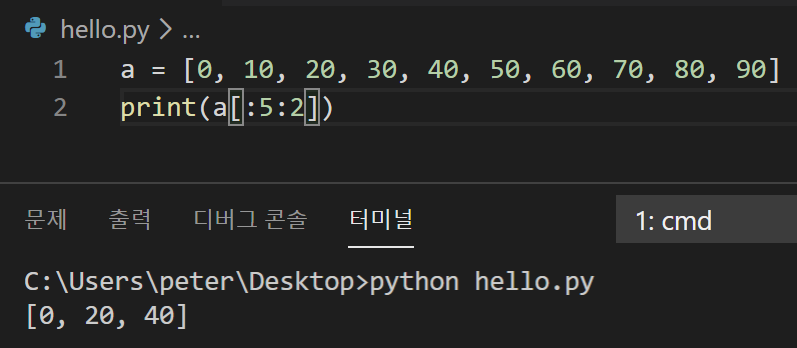 hello.py > ...
1 a = [0, 10, 20, 30, 40, 50, 60, 70, 80, 90]
2 print(a[:5:2])
문제 출력 디버그 콘솔 터미널 1: cmd
C:\Users\peter\Desktop>python hello.py
[0, 20, 40]